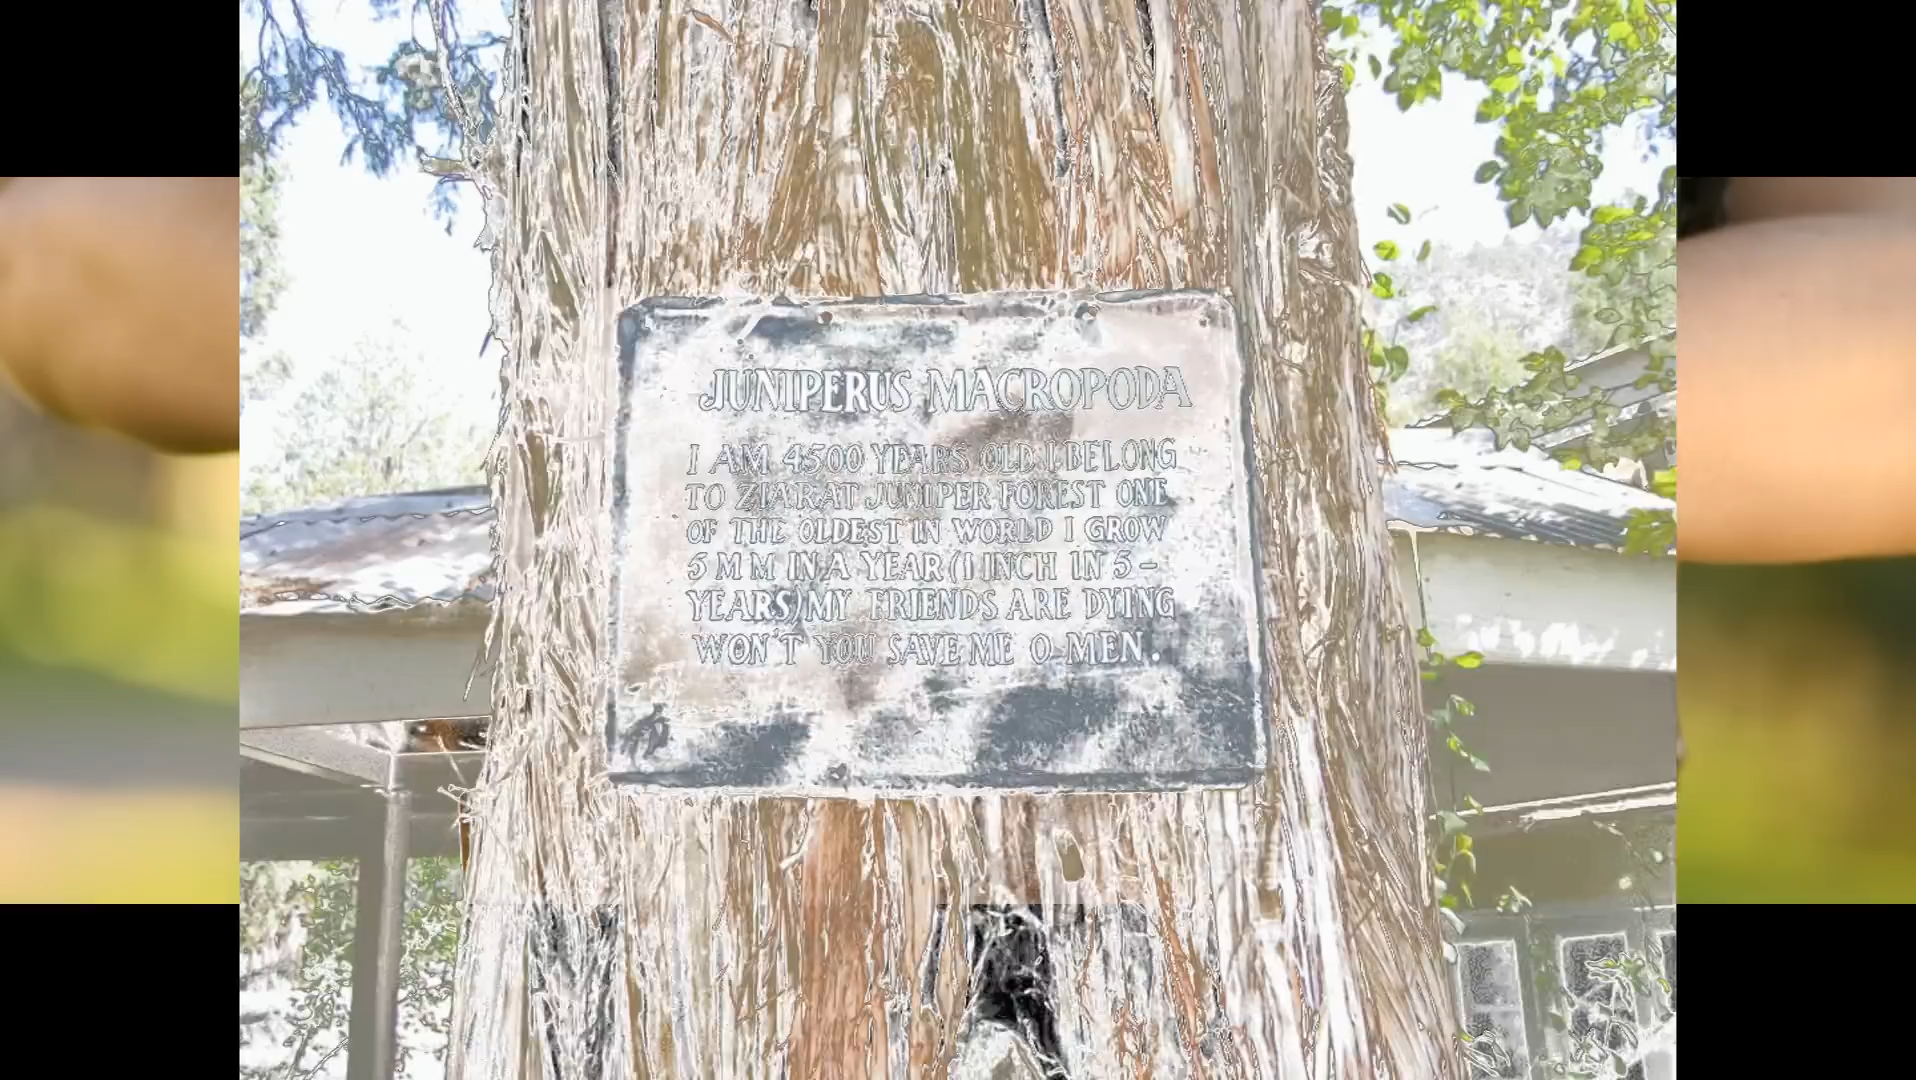 JUNIPERUS MACROPODA
I AM 4500 YEARS OLD I BELONG
TO ZIARAT JUNIPER FOREST ONE
OF THE OLDEST IN WORLD I GROW
5 M M IN A YEAR (1 INCH IN 5 -
YEARS) MY FRIENDS ARE DYING
WON'T YOU SAVE ME O MEN.